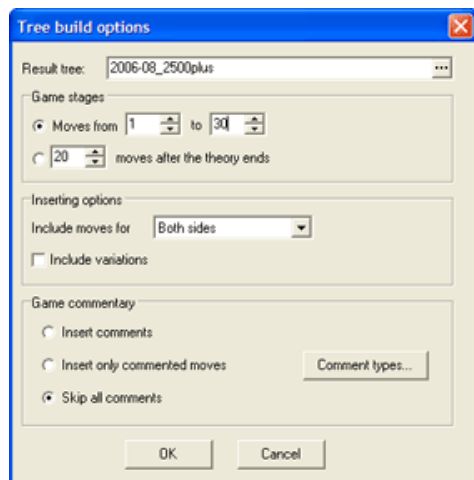 Tree build options
Result tree: 2006-08_2500plus ...
Game stages
Moves from 1 to 30
20 moves after the theory ends
Inserting options
Include moves for Both sides
Include variations
Game commentary
Insert comments
Insert only commented moves Comment types...
Skip all comments
OK Cancel